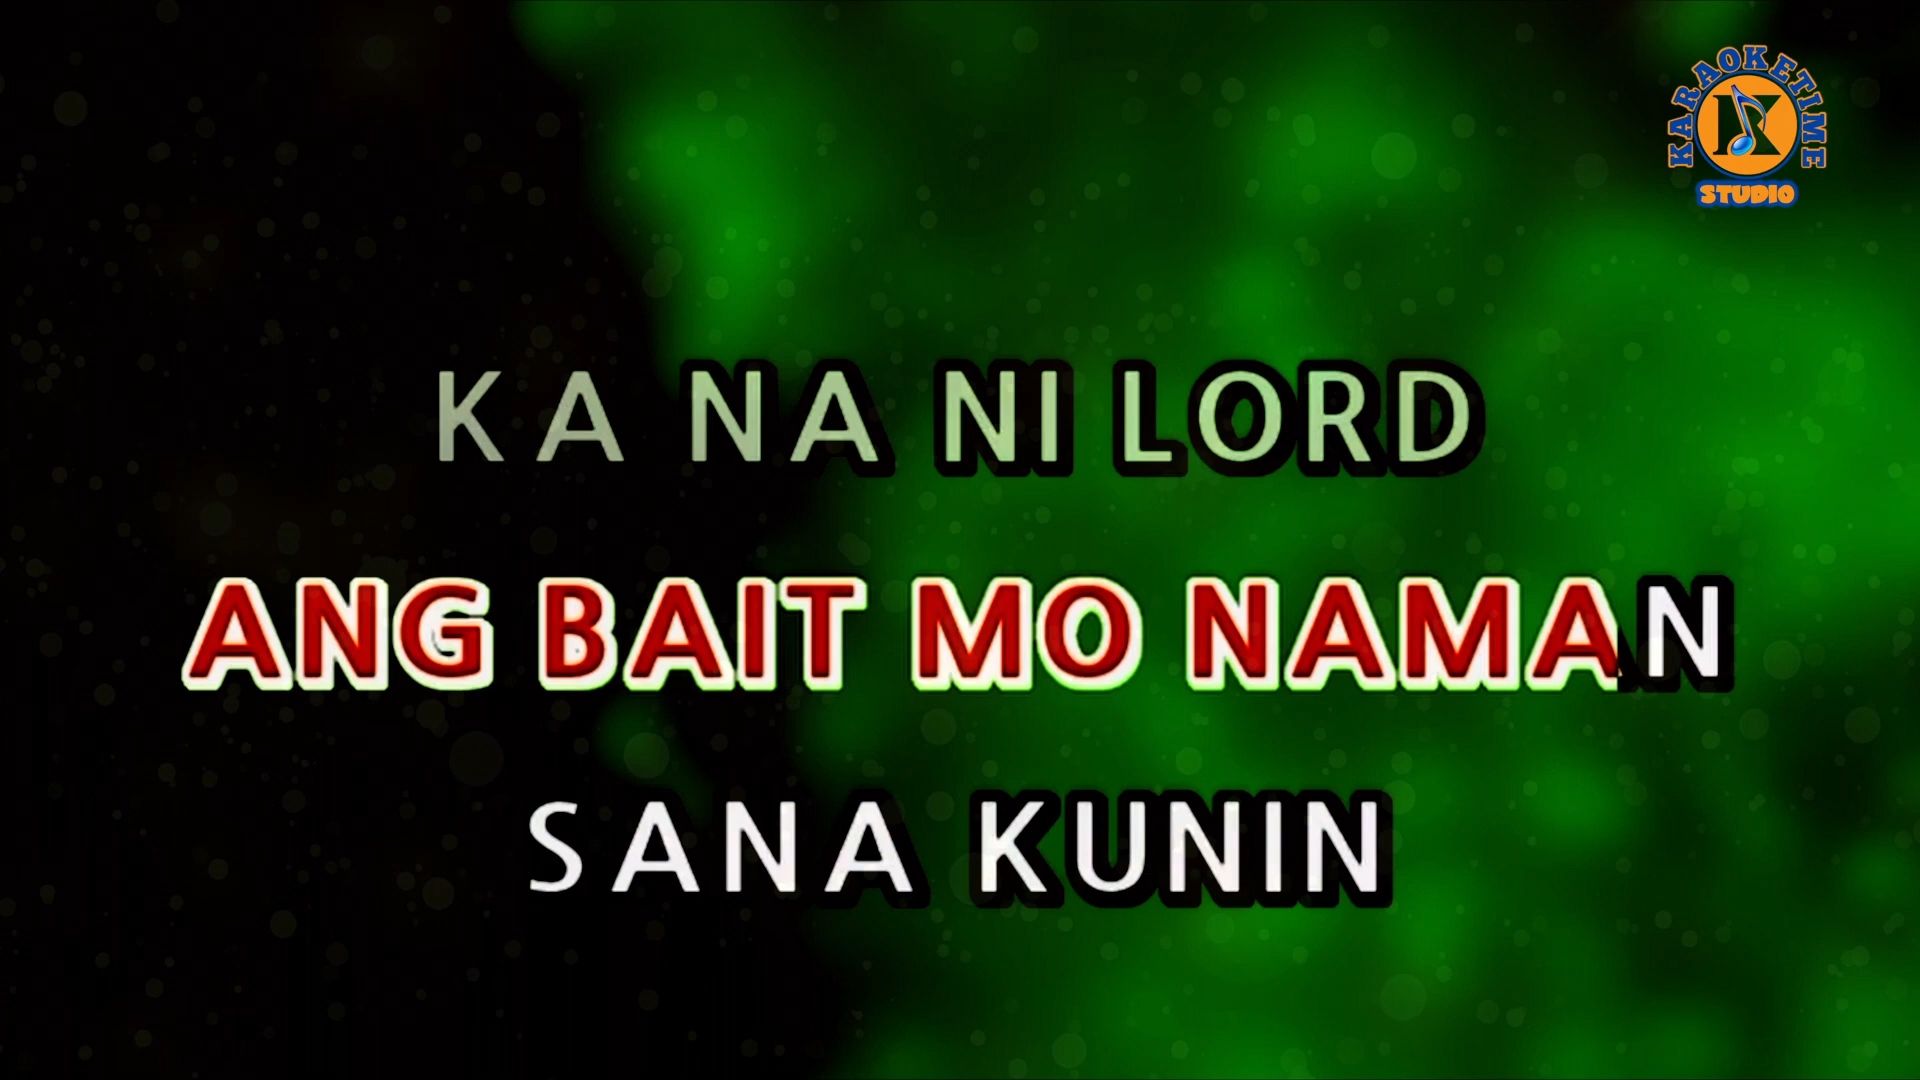 KARAOKETIME
STUDIO
KA NA NI LORD
ANG BAIT MO NAMAN
SANA KUNIN